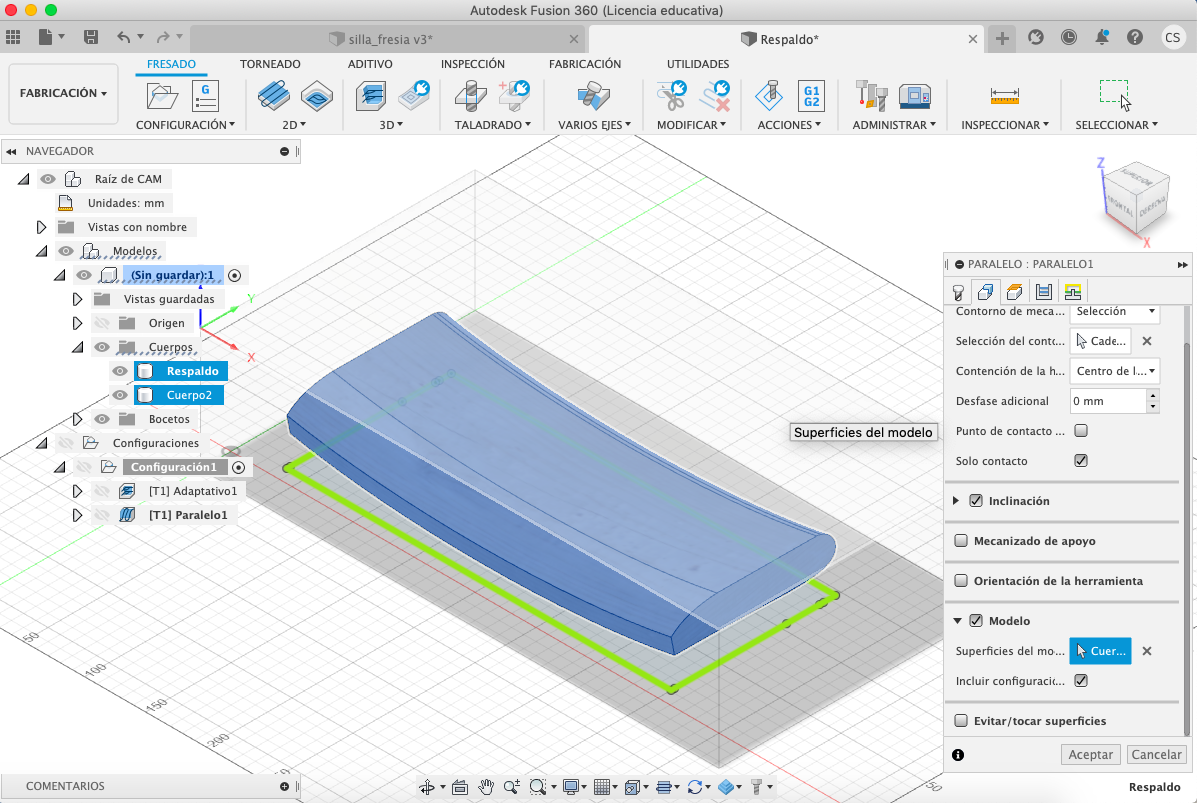 Autodesk Fusion 360 (Licencia educativa)
silla_fresia v3*
Respaldo*
CS
FABRICACIÓN
FRESADO
TORNEADO
ADITIVO
INSPECCIÓN
FABRICACIÓN
UTILIDADES
G
G1
G2
CONFIGURACIÓN
2D
3D
TALADRADO
VARIOS EJES
MODIFICAR
ACCIONES
ADMINISTRAR
INSPECCIONAR
SELECCIONAR
NAVEGADOR
Raíz de CAM
Unidades: mm
Vistas con nombre
Modelos
(Sin guardar):1
Vistas guardadas
Origen
Cuerpos
Respaldo
Cuerpo2
Bocetos
Configuraciones
Configuración1
[T1] Adaptativo1
[T1] Paralelo1
Z
Y
X
50
100
150
200
Z
SUPERIOR
FRONTAL
DERECHA
X
Superficies del modelo
PARALELO : PARALELO1
Contorno de meca... Selección
Selección del conto... Cade...
Contención de la h... Centro de l...
Desfase adicional 0 mm
Punto de contacto ...
Solo contacto
Inclinación
Mecanizado de apoyo
Orientación de la herramienta
Modelo
Superficies del mo... Cuer...
Incluir configuraci...
Evitar/tocar superficies
Aceptar Cancelar
COMENTARIOS
Respaldo